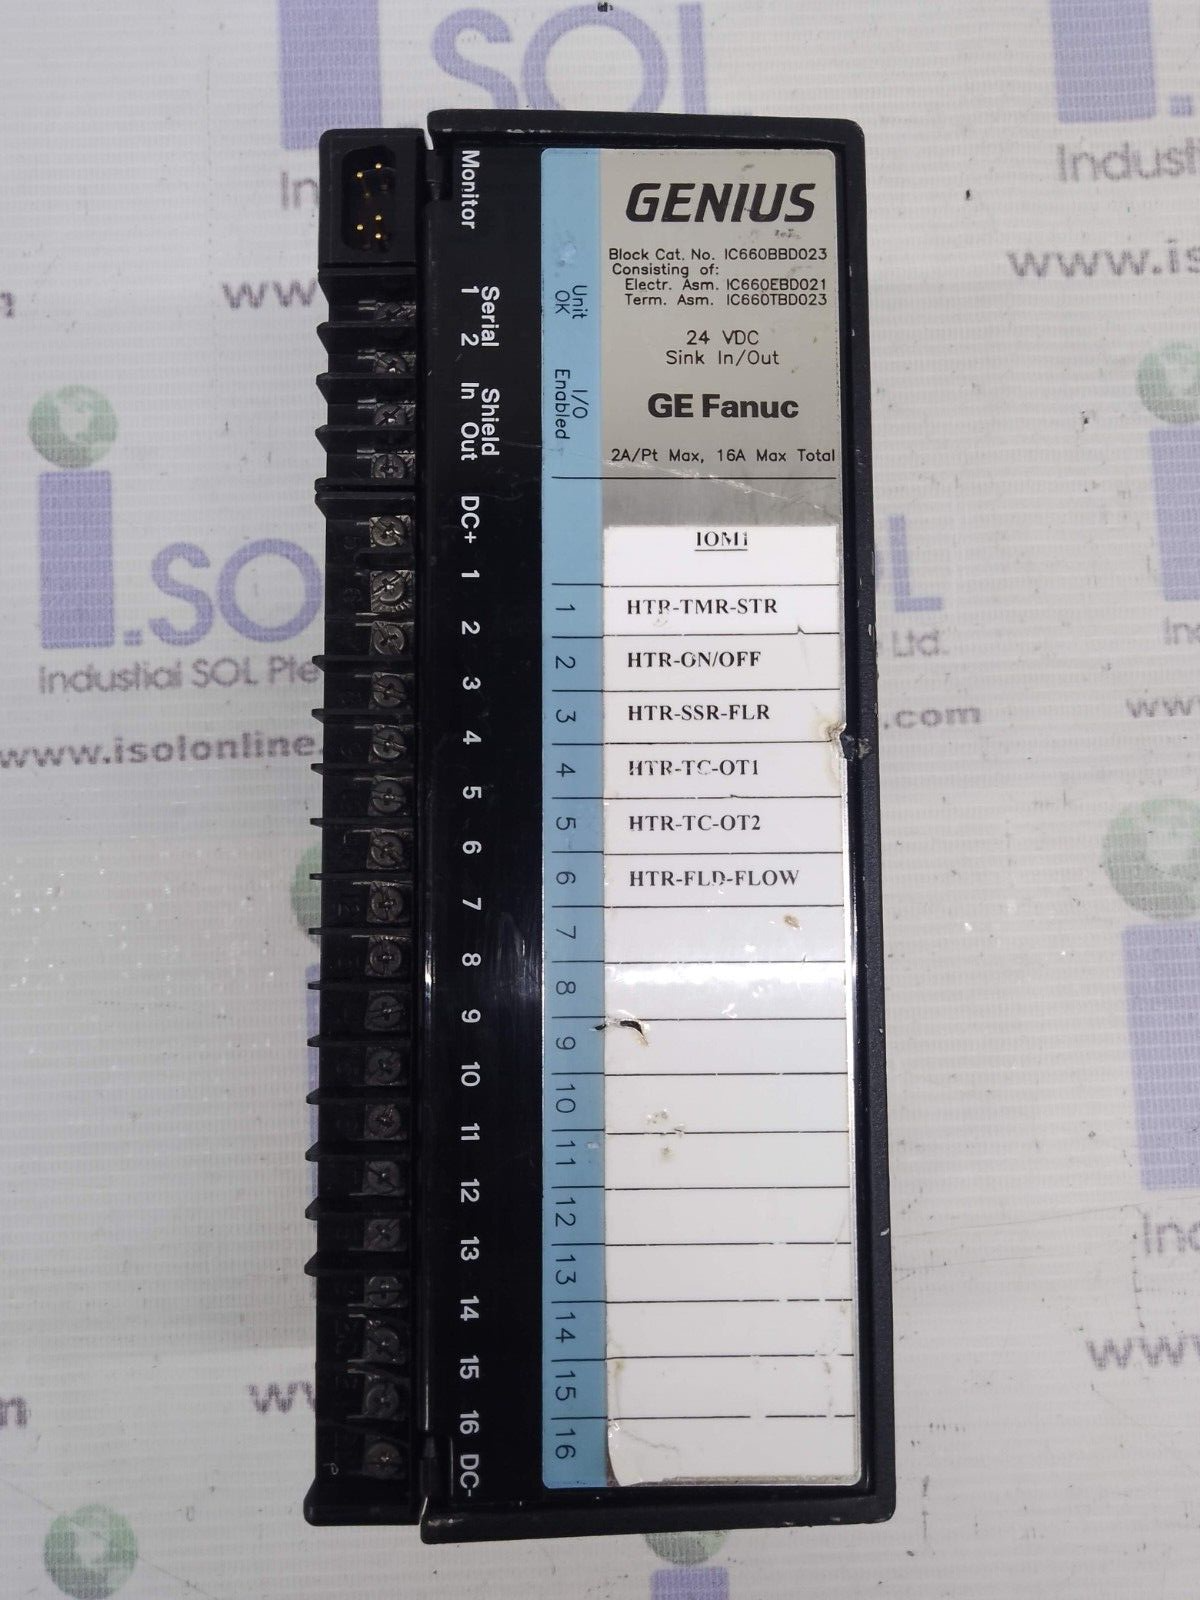 Monitor
Serial
1 2
Shield
In Out
DC+
1
2
3
4
5
6
7
8
9
10
11
12
13
14
15
16
DC-
Unit
OK
I/O
Enabled
GENIUS
Block Cat. No. IC660BBD023
Consisting of:
Electr. Asm. IC660EBD021
Term. Asm. IC660TBD023
24 VDC
Sink In/Out
GE Fanuc
2A/Pt Max, 16A Max Total
IOM1
1 HTR-TMR-STR
2 HTR-ON/OFF
3 HTR-SSR-FLR
4 HTR-TC-OT1
5 HTR-TC-OT2
6 HTR-FLD-FLOW
7
8
9
10
11
12
13
14
15
16
i.SOL
Industial SOL Pte
Ltd.
www.isolonline.
.com